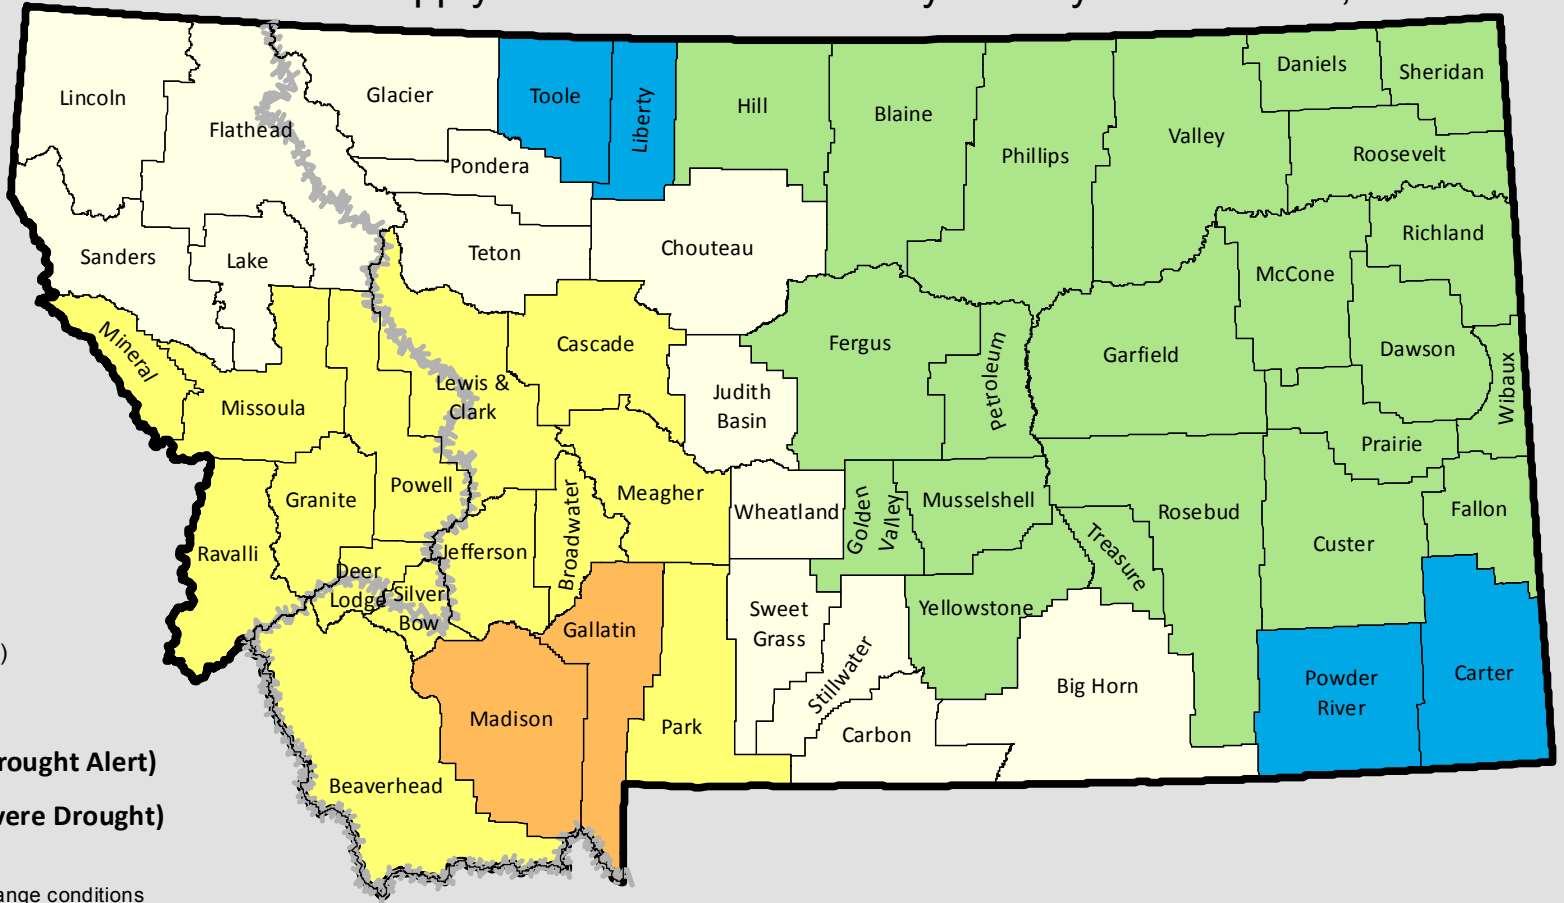 Lincoln
Flathead
Glacier
Toole
Liberty
Hill
Blaine
Phillips
Valley
Daniels
Sheridan
Roosevelt
Pondera
Sanders
Lake
Teton
Chouteau
McCone
Richland
Mineral
Missoula
Lewis &
Clark
Cascade
Judith
Basin
Fergus
Petroleum
Garfield
Dawson
Wibaux
Prairie
Ravalli
Granite
Powell
Jefferson
Broadwater
Meagher
Wheatland
Golden
Valley
Musselshell
Treasure
Rosebud
Custer
Fallon
Deer
Lodge
Silver
Bow
Gallatin
Sweet
Grass
Stillwater
Yellowstone
Big Horn
Powder
River
Carter
Madison
Park
Carbon
Beaverhead
)
rought Alert)
vere Drought)
ange conditions